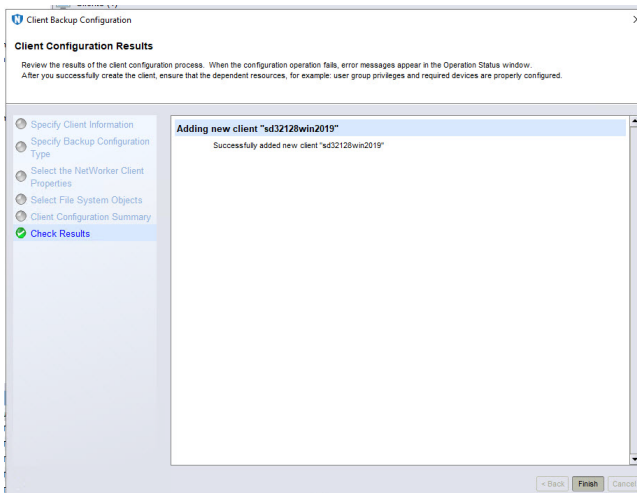 Client Backup Configuration
Client Configuration Results
Review the results of the client configuration process. When the configuration operation fails, error messages appear in the Operation Status window.
After you successfully create the client, ensure that the dependent resources, for example: user group privileges and required devices are properly configured.
Specify Client Information
Specify Backup Configuration
Type
Select the NetWorker Client
Properties
Select File System Objects
Client Configuration Summary
Check Results
Adding new client "sd32128win2019"
Successfully added new client "sd32128win2019"
< Back Finish Cancel